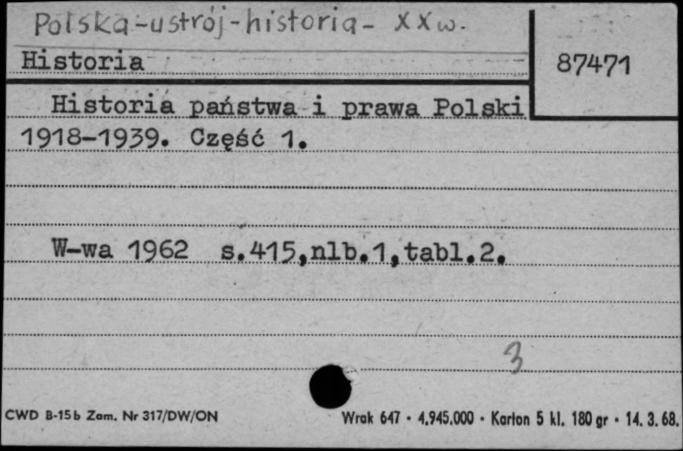 Polska-ustrój-historia- XXw.
Historia
87471
Historia państwa i prawa Polski
1918-1939. Część 1.
W-wa 1962 s.415,nlb.1,tabl.2.
3
CWD B-15b Zam. Nr 317/DW/ON
Wrak 647 • 4.945.000 • Karton 5 kl. 180 gr • 14. 3. 68.